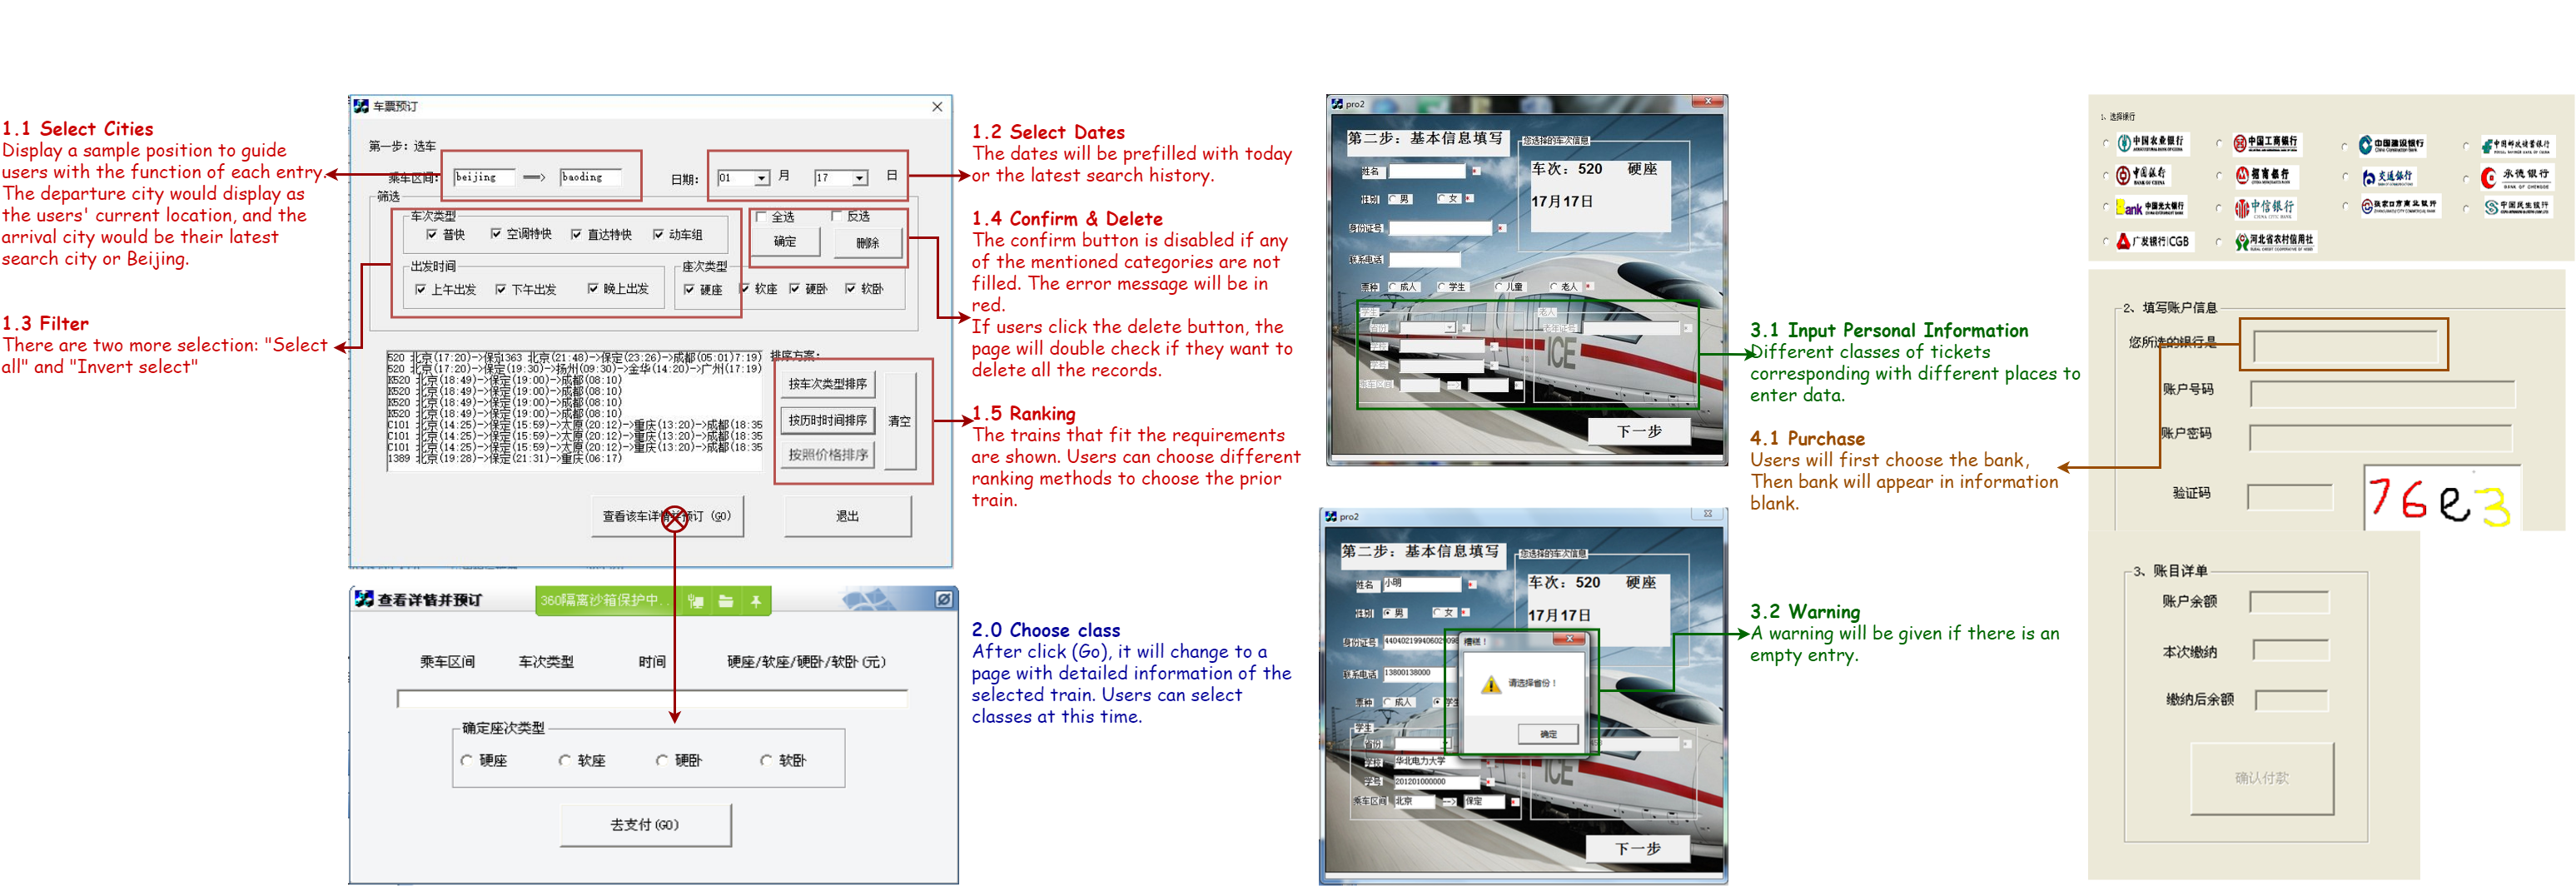 1.1 Select Cities
Display a sample position to guide
users with the function of each entry.
The departure city would display as
the users' current location, and the
arrival city would be their latest
search city or Beijing.
1.3 Filter
There are two more selection: "Select
all" and "Invert select"
车票预订
第一步：选车
乘车区间: beijing ==> baoding 日期: 01 月 17 日
筛选
车次类型
普快 空调特快 直达特快 动车组
全选 反选
确定 删除
出发时间
上午出发 下午出发 晚上出发
座次类型
硬座 软座 硬卧 软卧
排序方案:
520 北京(17:20)->保定(19:30)->扬州(09:30)->金华(14:20)->广州(17:19)
K520 北京(18:49)->保定(19:00)->成都(08:10)
K520 北京(18:49)->保定(19:00)->成都(08:10)
K520 北京(18:49)->保定(19:00)->成都(08:10)
K520 北京(18:49)->保定(19:00)->成都(08:10)
C101 北京(14:25)->保定(15:59)->太原(20:12)->重庆(13:20)->成都(18:35
C101 北京(14:25)->保定(15:59)->太原(20:12)->重庆(13:20)->成都(18:35
C101 北京(14:25)->保定(15:59)->太原(20:12)->重庆(13:20)->成都(18:35
1389 北京(19:28)->保定(21:31)->重庆(06:17)
按车次类型排序
按历时时间排序
按照价格排序
清空
查看该车详情并预订 (GO)
退出
1.2 Select Dates
The dates will be prefilled with today
or the latest search history.
1.4 Confirm & Delete
The confirm button is disabled if any
of the mentioned categories are not
filled. The error message will be in
red.
If users click the delete button, the
page will double check if they want to
delete all the records.
1.5 Ranking
The trains that fit the requirements
are shown. Users can choose different
ranking methods to choose the prior
train.
查看详情并预订
360隔离沙箱保护中..
乘车区间 车次类型 时间 硬座/软座/硬卧/软卧(元)
确定座次类型
硬座 软座 硬卧 软卧
去支付(GO)
2.0 Choose class
After click (Go), it will change to a
page with detailed information of the
selected train. Users can select
classes at this time.
pro2
第二步：基本信息填写
您选择的车次信息
姓名
车次：520 硬座
性别 男 女
17月17日
身份证号
联系电话
票种 成人 学生 儿童 老人
学生
老人
省份
学校
学号
乘车区间
ICE
下一步
3.1 Input Personal Information
Different classes of tickets
corresponding with different places to
enter data.
4.1 Purchase
Users will first choose the bank,
Then bank will appear in information
blank.
pro2
第二步：基本信息填写
您选择的车次信息
姓名 小明
车次：520 硬座
性别 男 女
17月17日
身份证号
联系电话 13800138000
票种 成人 学生
糟糕！
请选择省份！
确定
学生
省份
学校 华北电力大学
学号 201201000000
乘车区间 北京 --> 保定
ICE
下一步
3.2 Warning
A warning will be given if there is an
empty entry.
1、选择银行
中国农业银行 中国工商银行 中国建设银行 中国邮政储蓄银行
中国银行 BANK OF CHINA 招商银行 交通银行 承德银行 BANK OF CHENGDE
Bank 中国光大银行 中信银行 张家口市商业银行 中国民生银行
广发银行|CGB 河北省农村信用社
2、填写账户信息
您所选的银行是
账户号码
账户密码
验证码
76e3
3、账目详单
账户余额
本次缴纳
缴纳后余额
确认付款